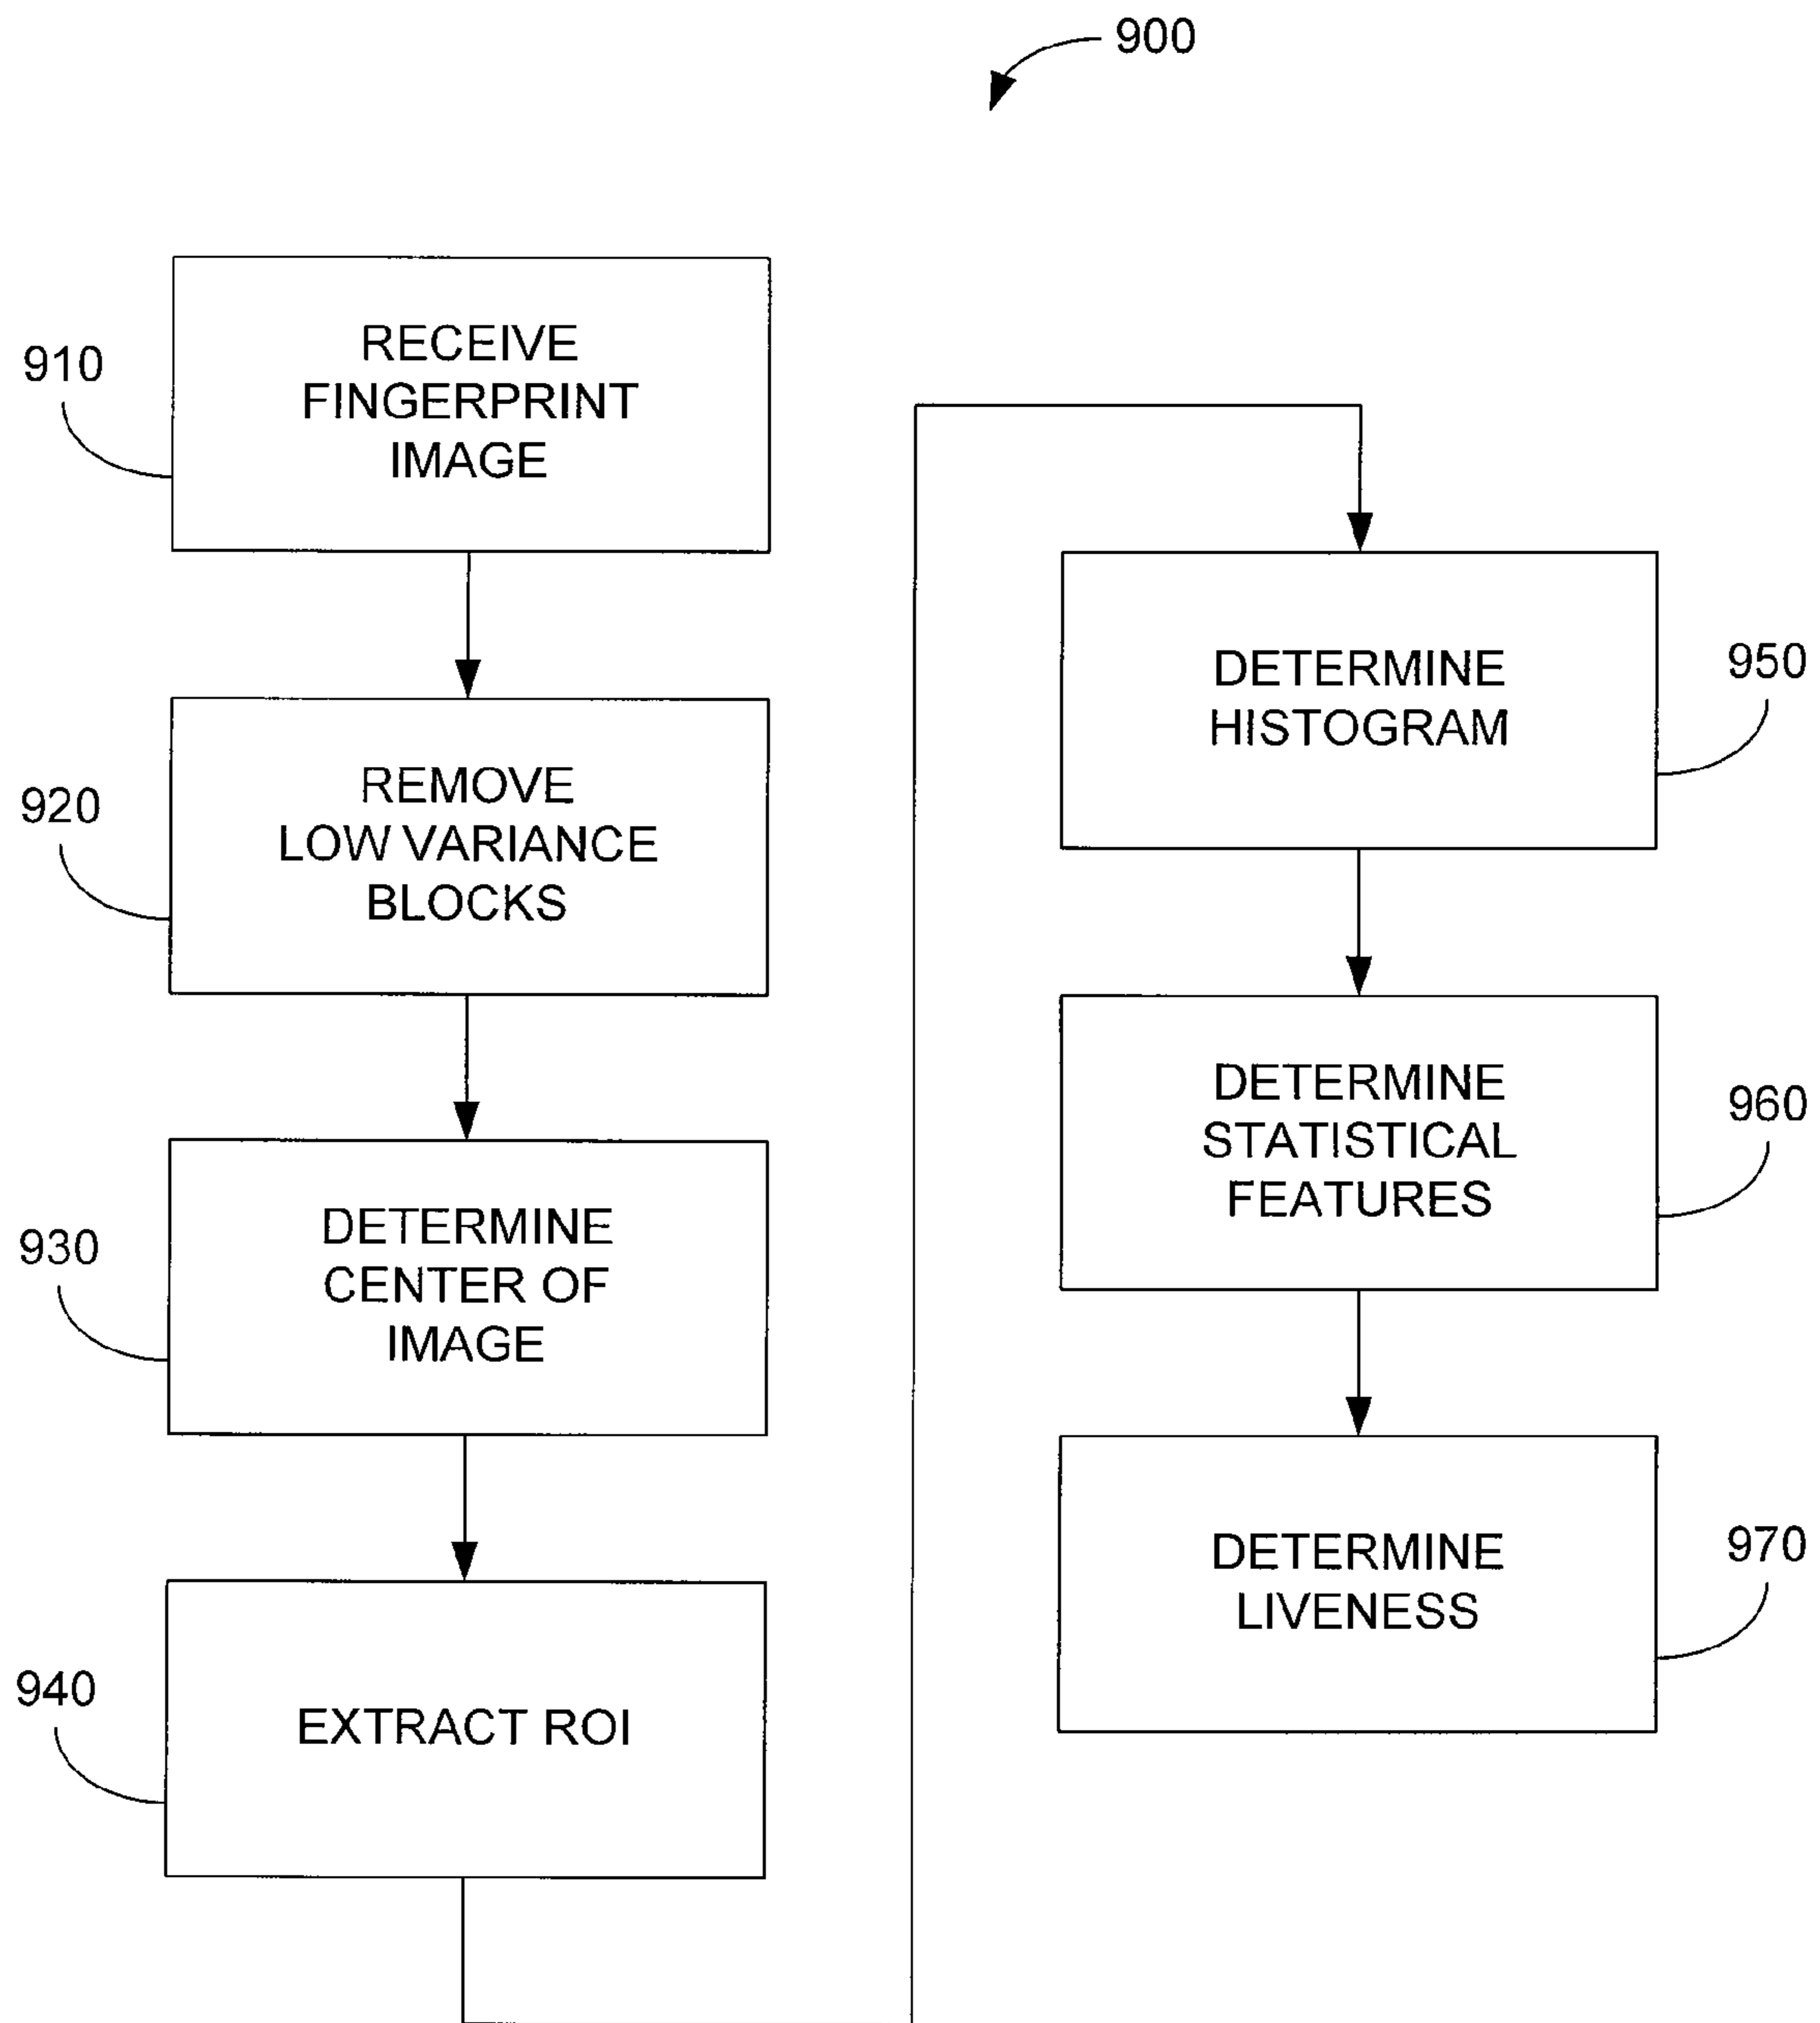 900
910
RECEIVE
FINGERPRINT
IMAGE
920
REMOVE
LOW VARIANCE
BLOCKS
930
DETERMINE
CENTER OF
IMAGE
940
EXTRACT ROI
950
DETERMINE
HISTOGRAM
960
DETERMINE
STATISTICAL
FEATURES
970
DETERMINE
LIVENESS